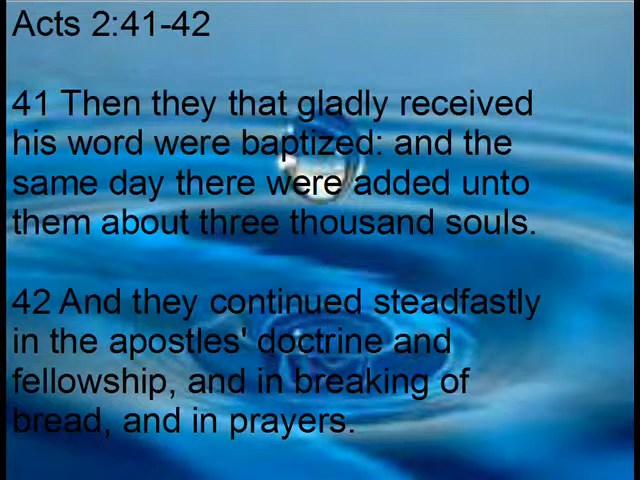 Acts 2:41-42
41 Then they that gladly received
his word were baptized: and the
same day there were added unto
them about three thousand souls.
42 And they continued steadfastly
in the apostles' doctrine and
fellowship, and in breaking of
bread, and in prayers.